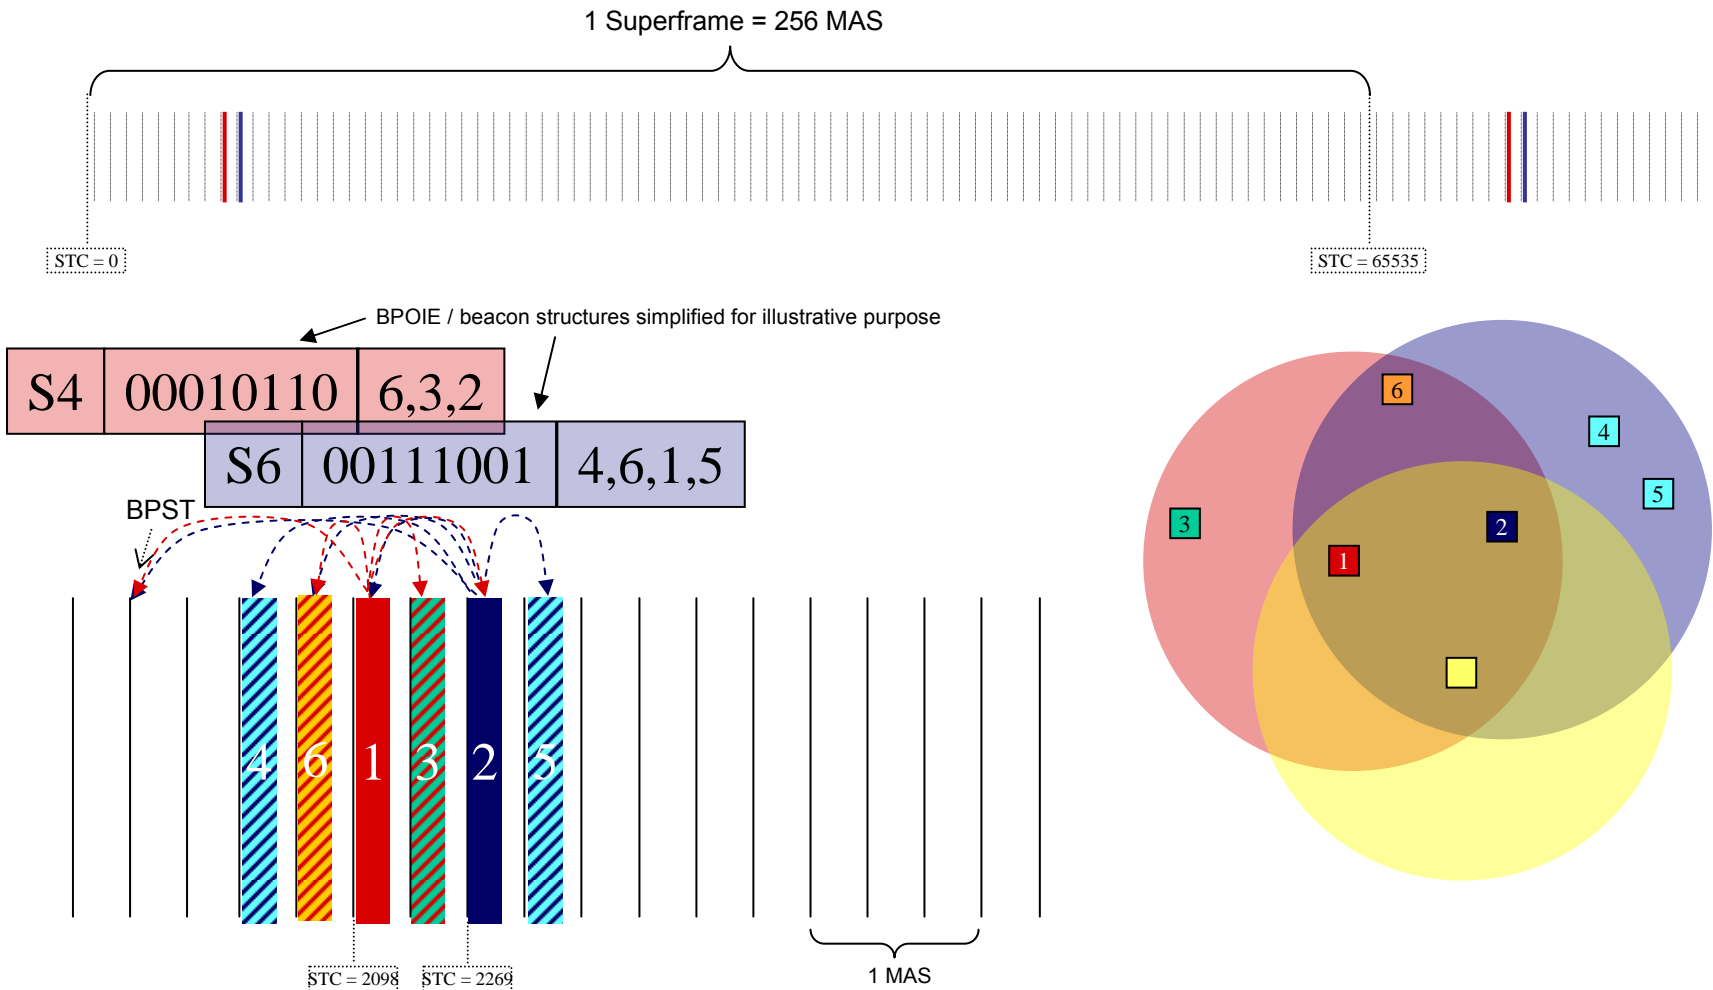 1 Superframe = 256 MAS
STC = 0
STC = 65535
BPOIE / beacon structures simplified for illustrative purpose
S4 00010110 6,3,2
S6 00111001 4,6,1,5
BPST
6
4
5
3
2
1
4 6 1 3 2 5
STC = 2098
STC = 2269
1 MAS